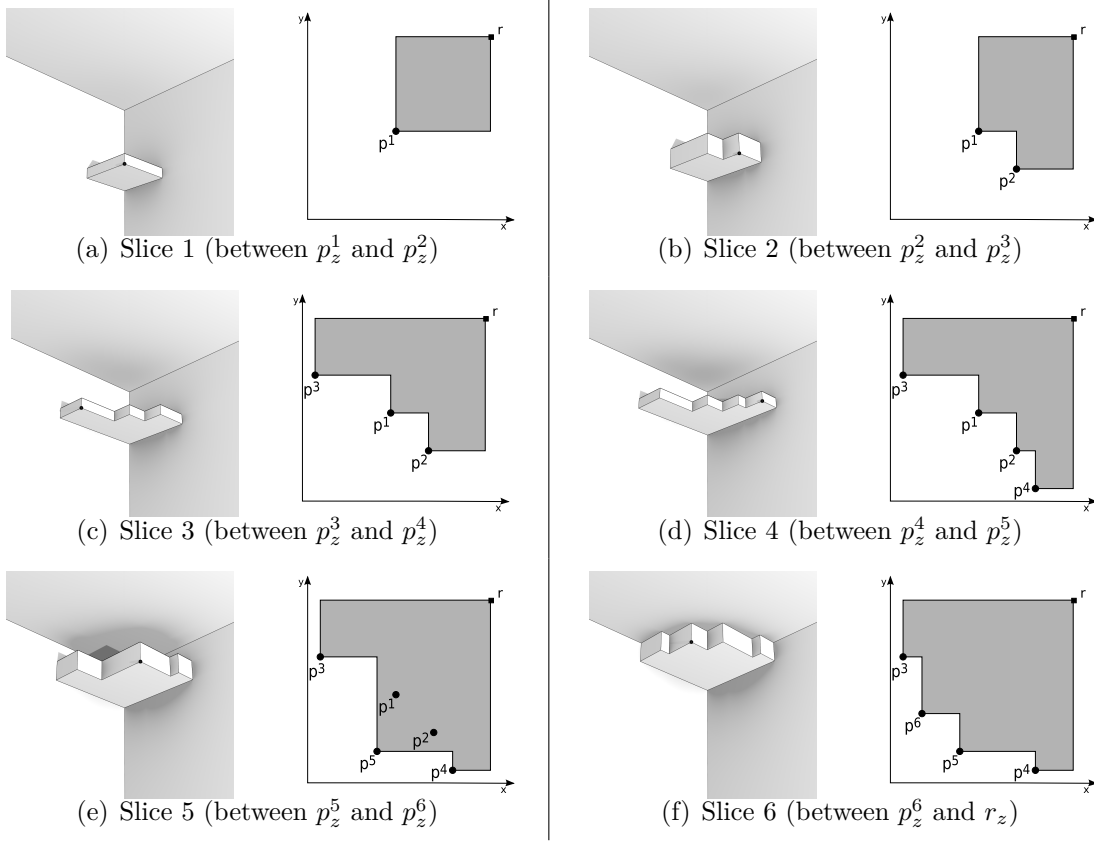 y
r
p1
x
(a) Slice 1 (between $p_z^1$ and $p_z^2$)
y
r
p1
p2
x
(b) Slice 2 (between $p_z^2$ and $p_z^3$)
y
r
p3
p1
p2
x
(c) Slice 3 (between $p_z^3$ and $p_z^4$)
y
r
p3
p1
p2
p4
x
(d) Slice 4 (between $p_z^4$ and $p_z^5$)
y
r
p3
p1
p2
p5
p4
x
(e) Slice 5 (between $p_z^5$ and $p_z^6$)
y
r
p3
p6
p5
p4
x
(f) Slice 6 (between $p_z^6$ and $r_z$)